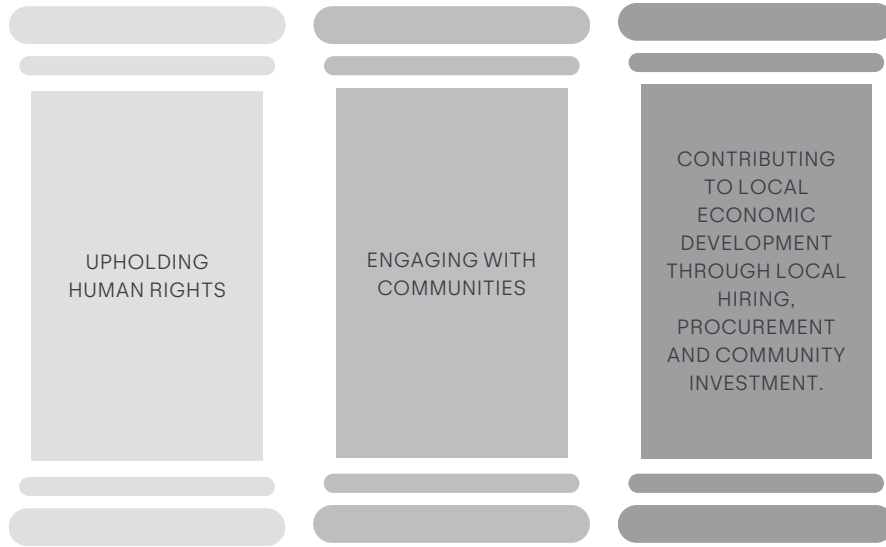 UPHOLDING
HUMAN RIGHTS
ENGAGING WITH
COMMUNITIES
CONTRIBUTING
TO LOCAL
ECONOMIC
DEVELOPMENT
THROUGH LOCAL
HIRING,
PROCUREMENT
AND COMMUNITY
INVESTMENT.